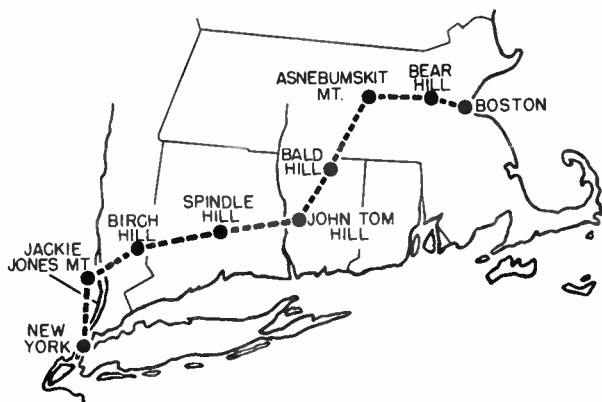 ASNEBUMSKIT
MT.
BEAR
HILL
BOSTON
BALD
HILL
SPINDLE
HILL
JOHN TOM
HILL
BIRCH
HILL
JACKIE
JONES MT.
NEW
YORK